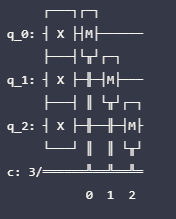 ┌───┐┌─┐
q_0: ┤ X ├┤M├──────
     ├───┤└╥┘┌─┐
q_1: ┤ X ├─╫─┤M├───
     ├───┤ ║ └╥┘┌─┐
q_2: ┤ X ├─╫──╫─┤M├
     └───┘ ║  ║ └╥┘
c: 3/══════╩══╩══╩═
           0  1  2